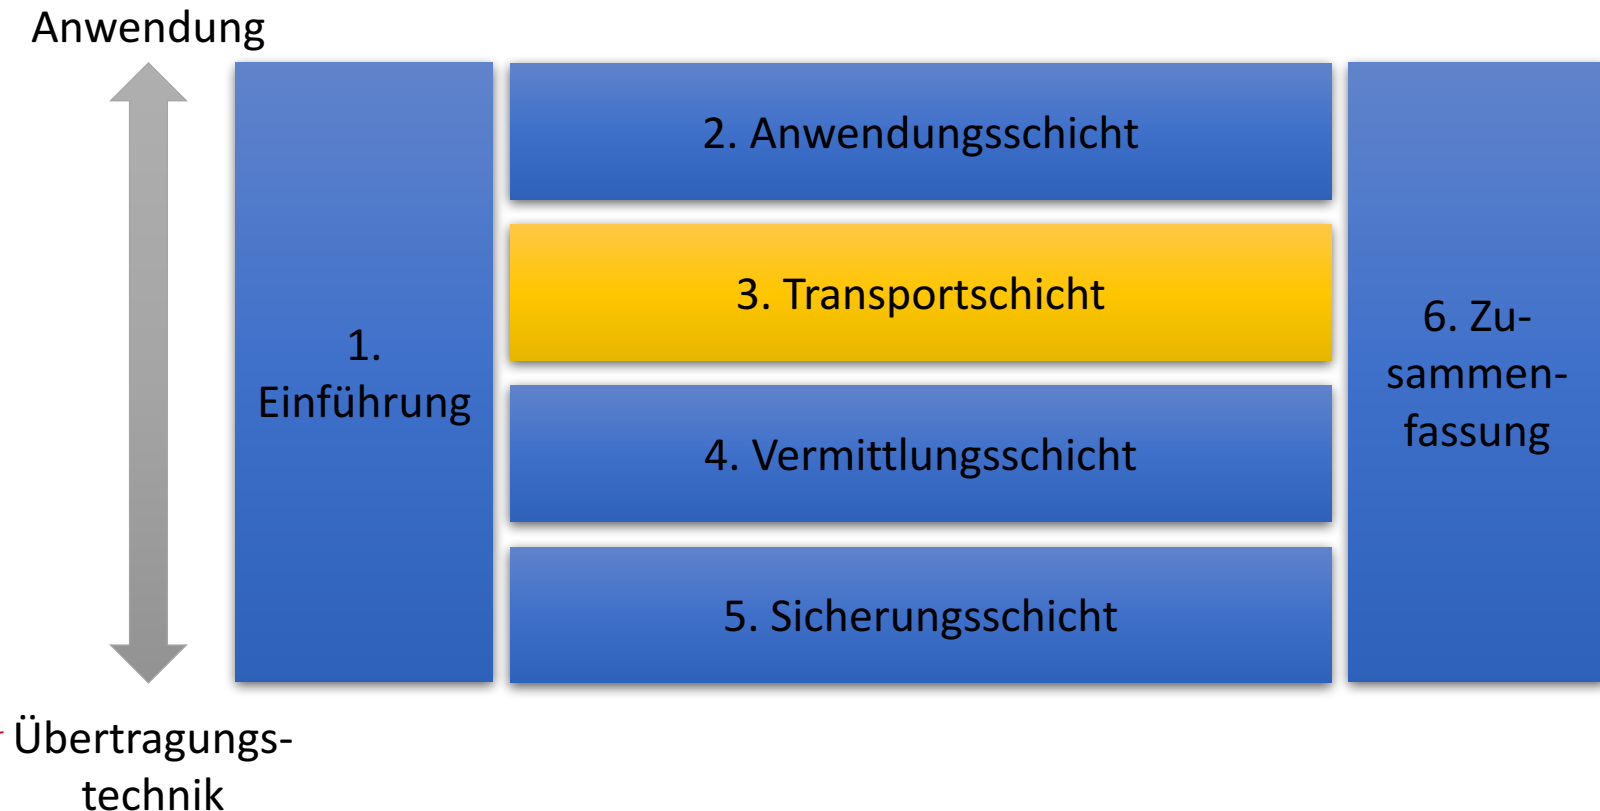 Anwendung
1.
Einführung
2. Anwendungsschicht
3. Transportschicht
4. Vermittlungsschicht
5. Sicherungsschicht
6. Zu-
sammen-
fassung
Übertragungs-
technik